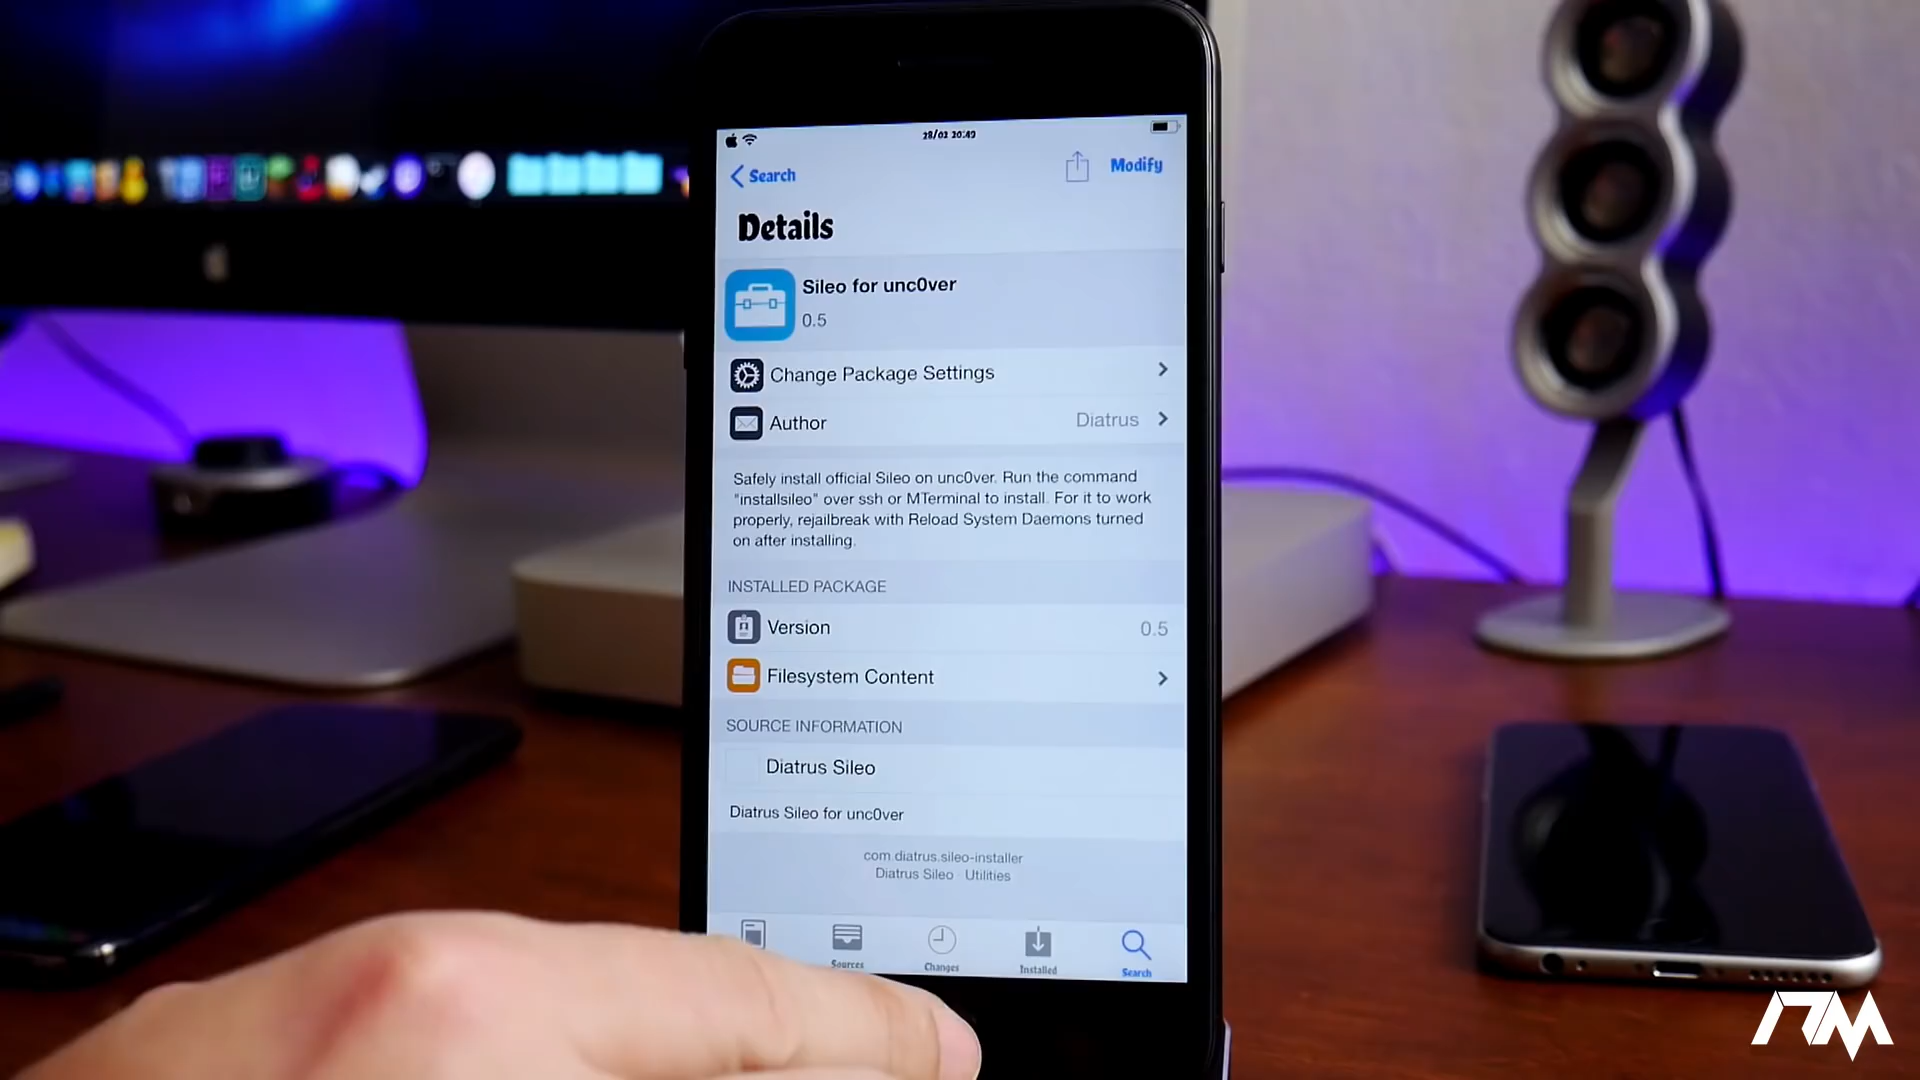 28/02 20:49
Search
Modify
Details
Sileo for unc0ver
0.5
Change Package Settings
Author
Diatrus
Safely install official Sileo on unc0ver. Run the command
"installsileo" over ssh or MTerminal to install. For it to work
properly, rejailbreak with Reload System Daemons turned
on after installing.
INSTALLED PACKAGE
Version
0.5
Filesystem Content
SOURCE INFORMATION
Diatrus Sileo
Diatrus Sileo for unc0ver
com.diatrus.sileo-installer
Diatrus Sileo · Utilities
Sources
Changes
Installed
Search